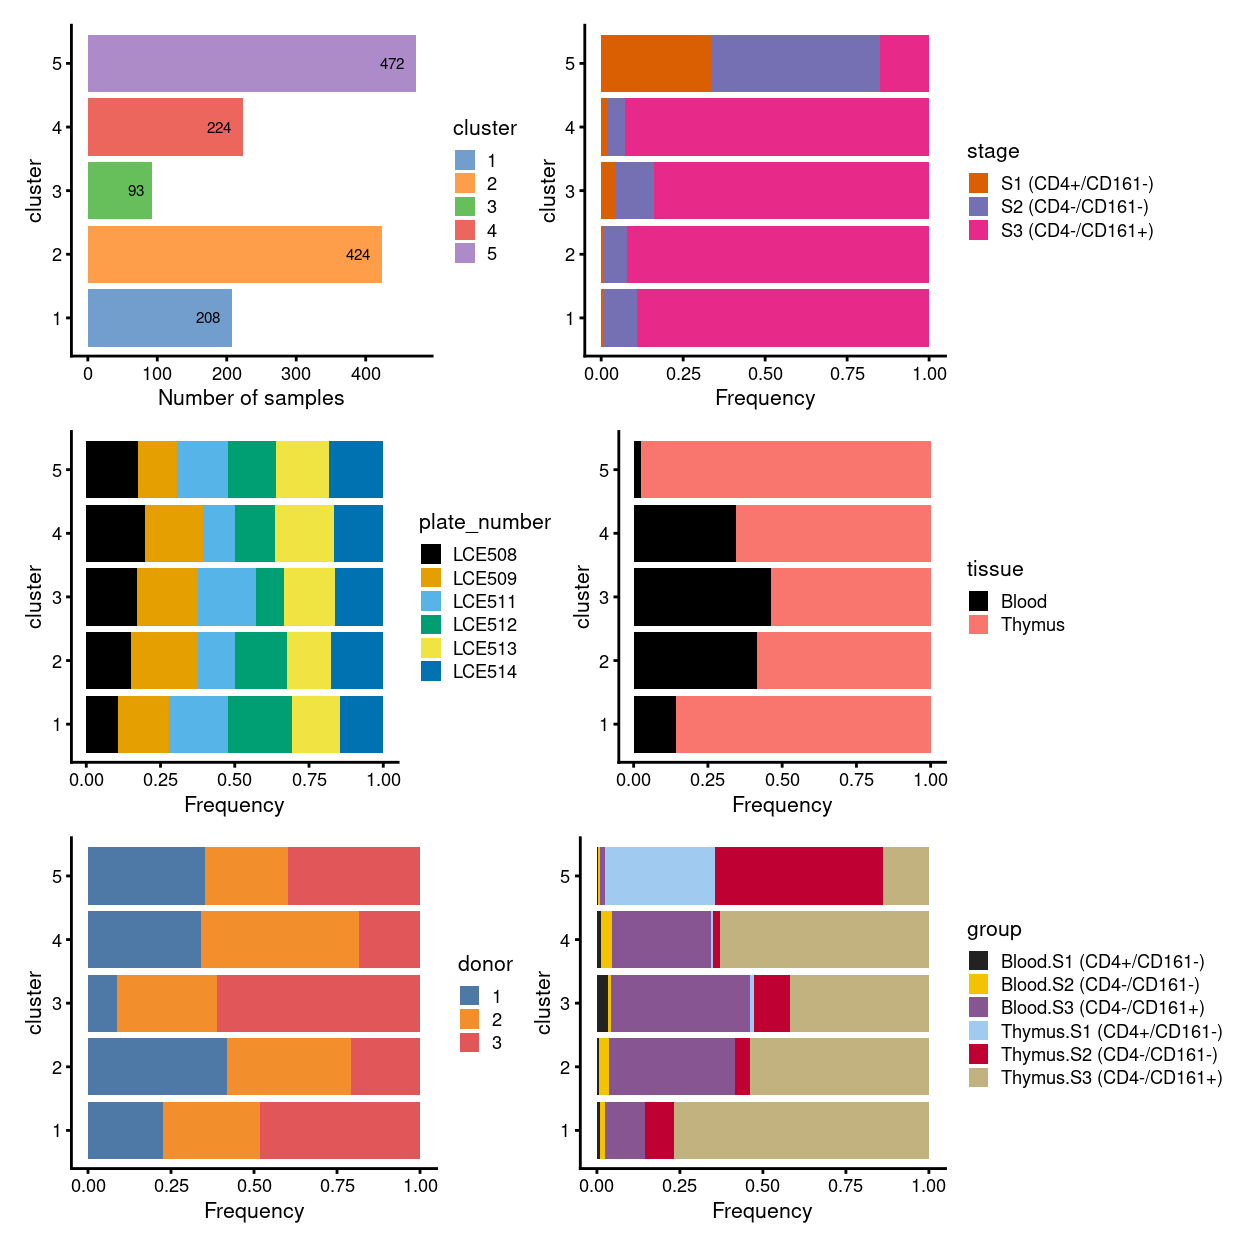 5
4
3
2
1
cluster
472
224
93
424
208
0 100 200 300 400
Number of samples
cluster
1
2
3
4
5
5
4
3
2
1
cluster
0.00 0.25 0.50 0.75 1.00
Frequency
stage
S1 (CD4+/CD161-)
S2 (CD4-/CD161-)
S3 (CD4-/CD161+)
5
4
3
2
1
cluster
0.00 0.25 0.50 0.75 1.00
Frequency
plate_number
LCE508
LCE509
LCE511
LCE512
LCE513
LCE514
5
4
3
2
1
cluster
0.00 0.25 0.50 0.75 1.00
Frequency
tissue
Blood
Thymus
5
4
3
2
1
cluster
0.00 0.25 0.50 0.75 1.00
Frequency
donor
1
2
3
5
4
3
2
1
cluster
0.00 0.25 0.50 0.75 1.00
Frequency
group
Blood.S1 (CD4+/CD161-)
Blood.S2 (CD4-/CD161-)
Blood.S3 (CD4-/CD161+)
Thymus.S1 (CD4+/CD161-)
Thymus.S2 (CD4-/CD161-)
Thymus.S3 (CD4-/CD161+)